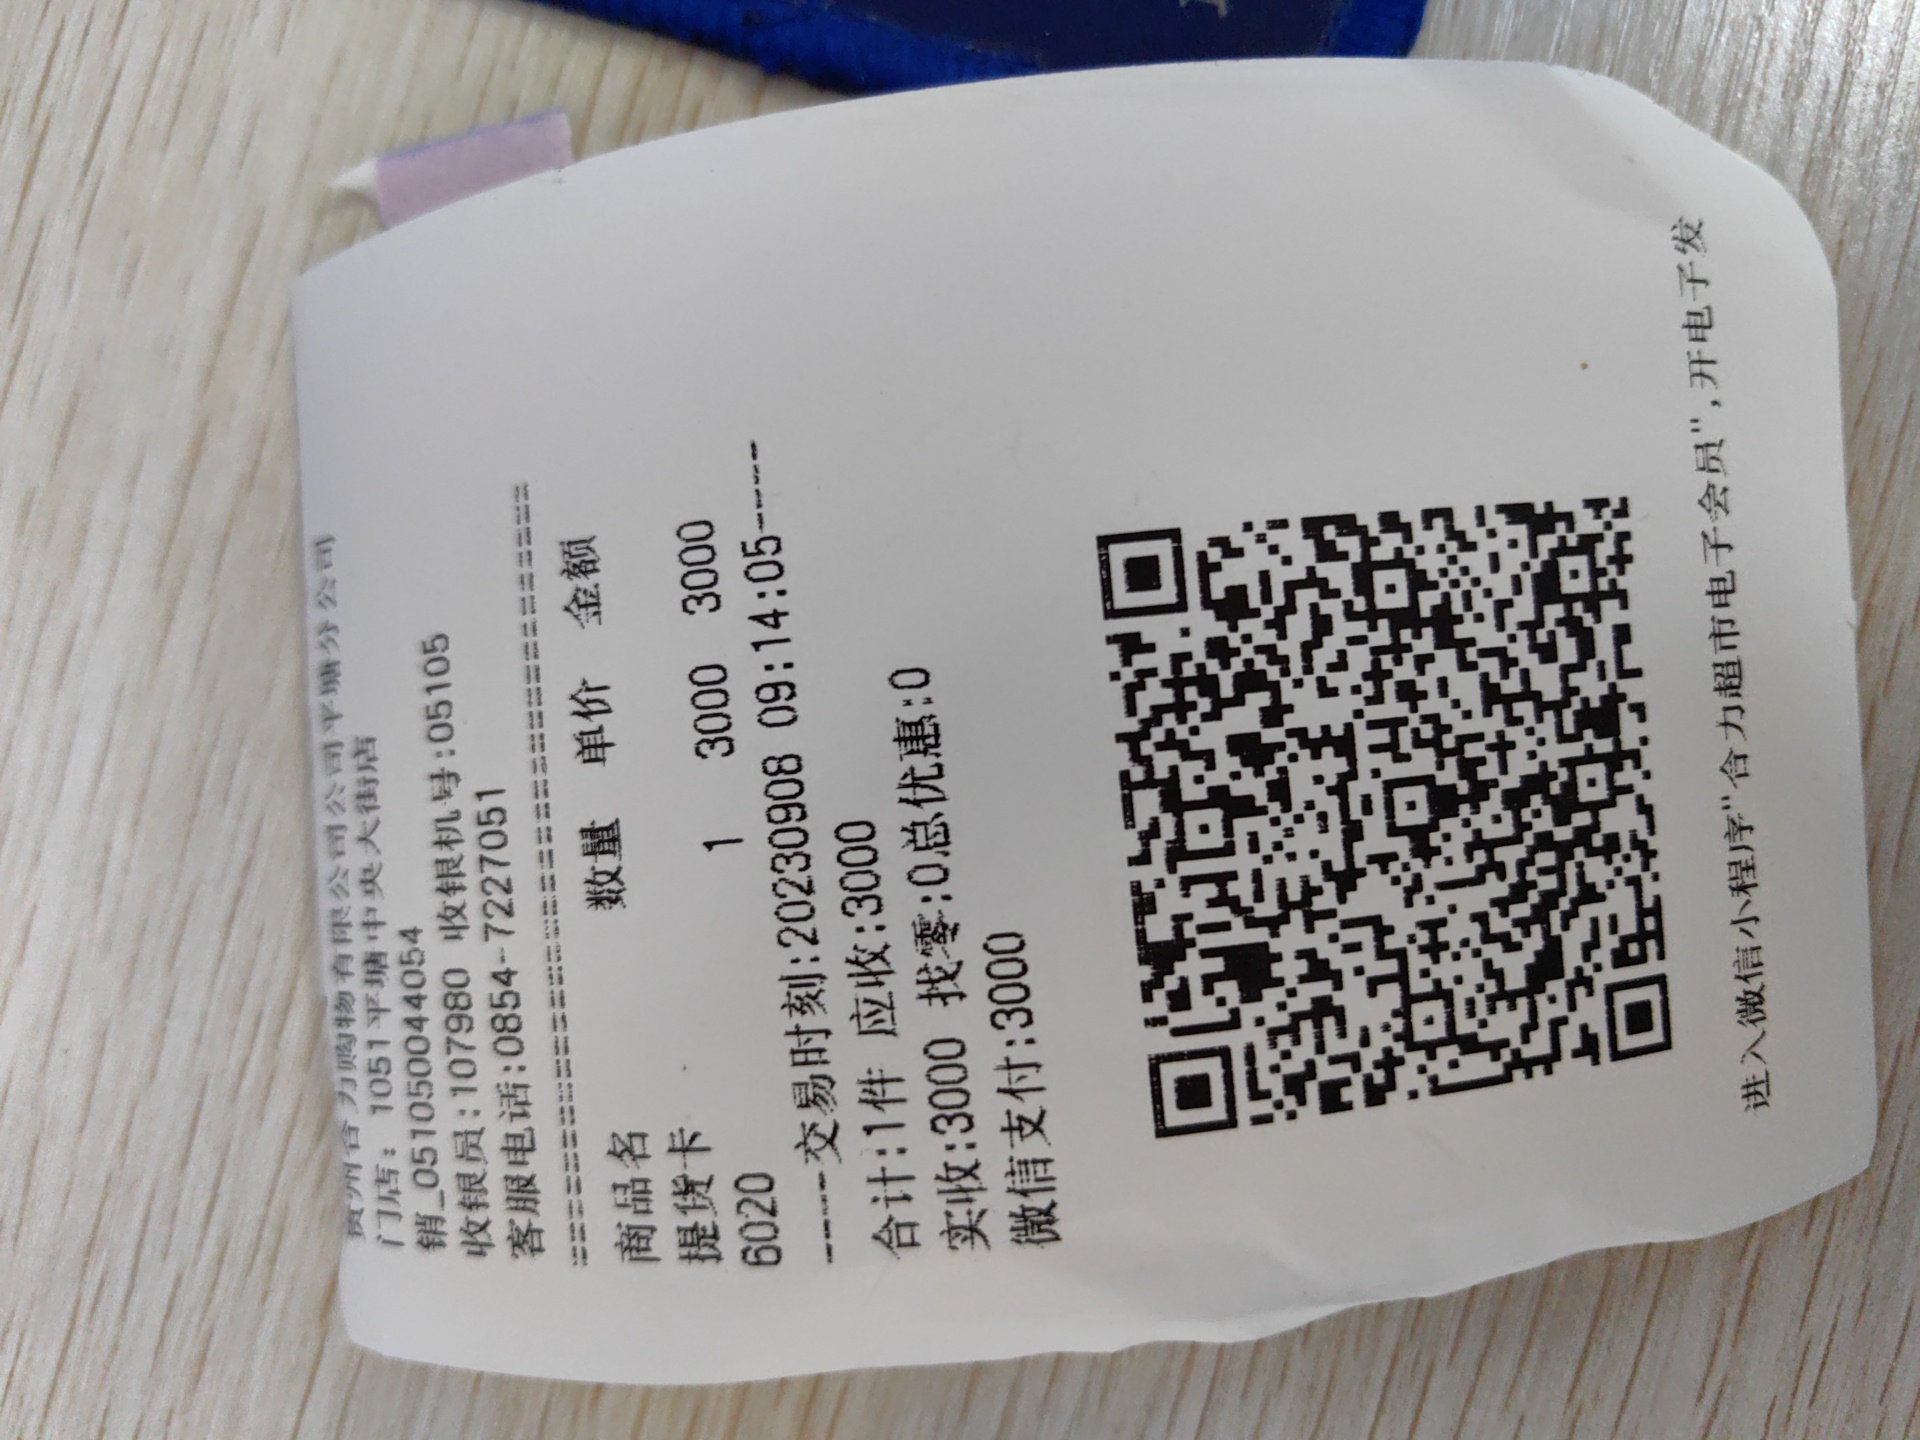 贵州合力购物有限公司公司平塘分公司
门店: 1051平塘中央大街店
销_051050044054
收银员:107980 收银机号:05105
客服电话:0854-7227051
==============================
商品名 数量 单价 金额
提货卡 1 3000 3000
6020
-----交易时刻:20230908 09:14:05-----
合计:1件 应收:3000
实收:3000 找零:0总优惠:0
微信支付:3000
进入微信小程序"合力超市电子会员",开电子发